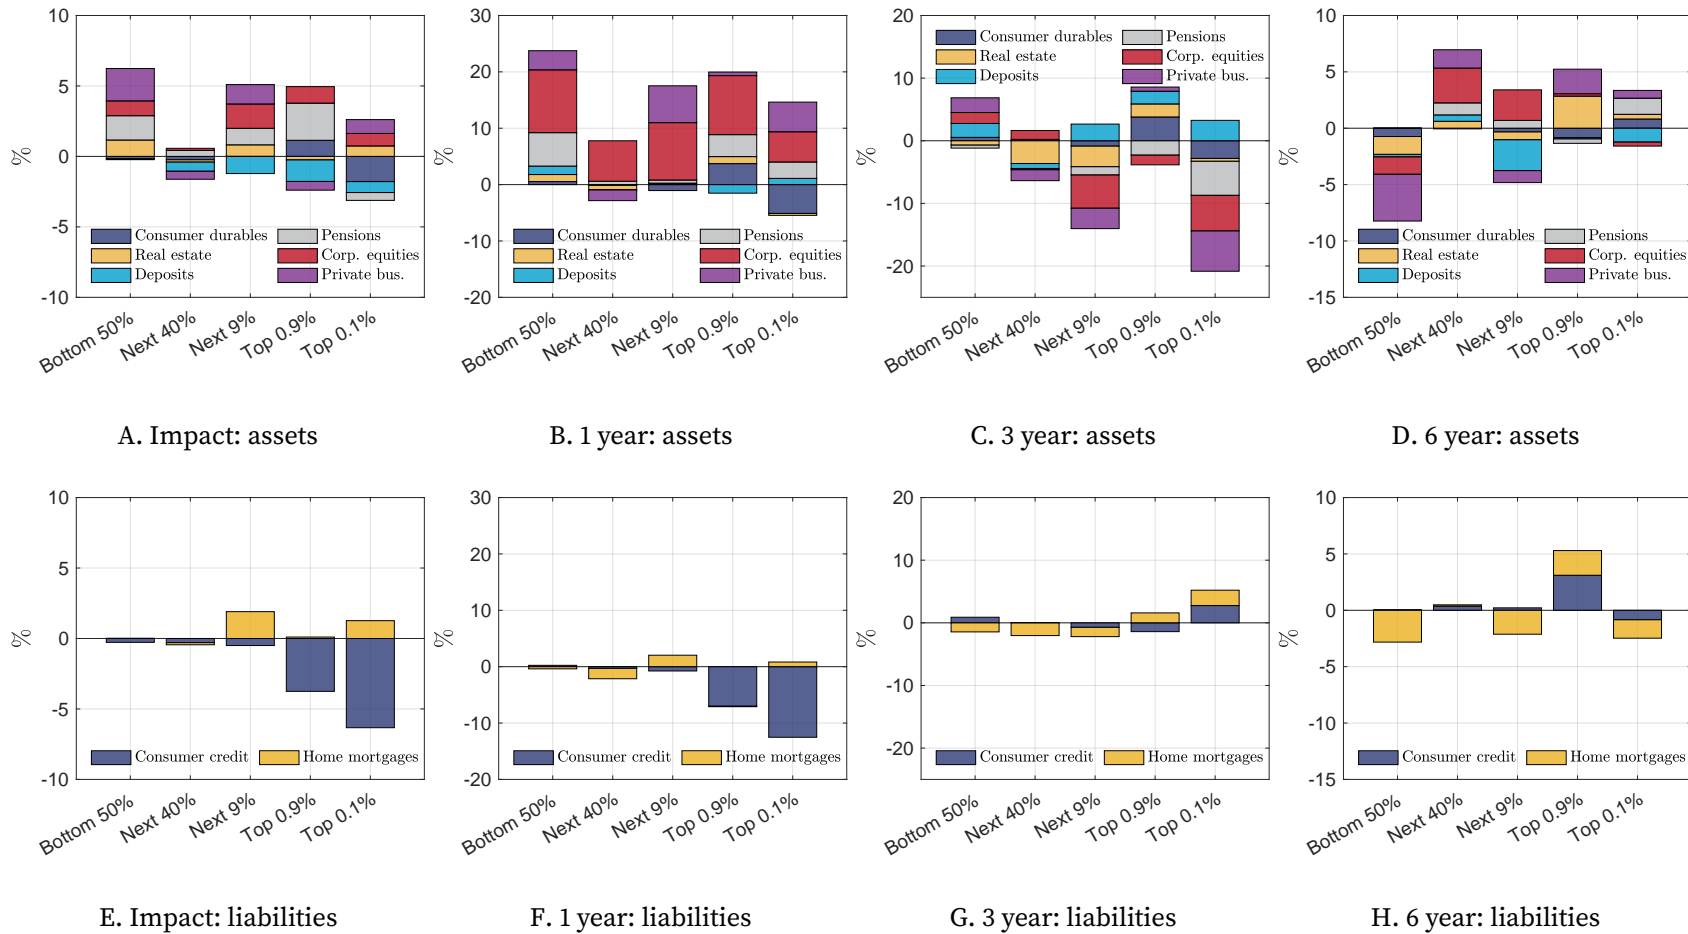 10
5
0
-5
-10
%
Consumer durables
Real estate
Deposits
Pensions
Corp. equities
Private bus.
Bottom 50%
Next 40%
Next 9%
Top 0.9%
Top 0.1%
A. Impact: assets
30
20
10
0
-10
-20
%
Consumer durables
Real estate
Deposits
Pensions
Corp. equities
Private bus.
Bottom 50%
Next 40%
Next 9%
Top 0.9%
Top 0.1%
B. 1 year: assets
20
10
0
-10
-20
%
Consumer durables
Real estate
Deposits
Pensions
Corp. equities
Private bus.
Bottom 50%
Next 40%
Next 9%
Top 0.9%
Top 0.1%
C. 3 year: assets
10
5
0
-5
-10
-15
%
Consumer durables
Real estate
Deposits
Pensions
Corp. equities
Private bus.
Bottom 50%
Next 40%
Next 9%
Top 0.9%
Top 0.1%
D. 6 year: assets
10
5
0
-5
-10
%
Consumer credit
Home mortgages
Bottom 50%
Next 40%
Next 9%
Top 0.9%
Top 0.1%
E. Impact: liabilities
30
20
10
0
-10
-20
%
Consumer credit
Home mortgages
Bottom 50%
Next 40%
Next 9%
Top 0.9%
Top 0.1%
F. 1 year: liabilities
20
10
0
-10
-20
%
Consumer credit
Home mortgages
Bottom 50%
Next 40%
Next 9%
Top 0.9%
Top 0.1%
G. 3 year: liabilities
10
5
0
-5
-10
-15
%
Consumer credit
Home mortgages
Bottom 50%
Next 40%
Next 9%
Top 0.9%
Top 0.1%
H. 6 year: liabilities